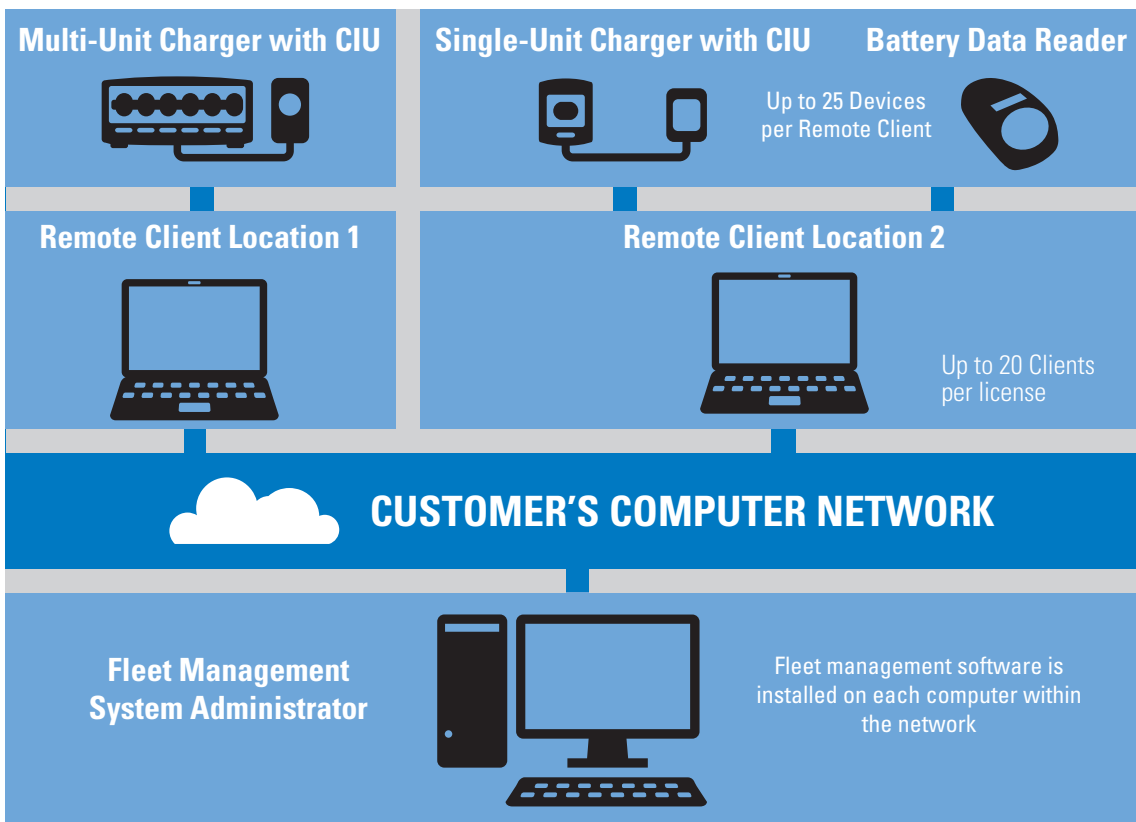 Multi-Unit Charger with CIU
Single-Unit Charger with CIU
Battery Data Reader
Up to 25 Devices
per Remote Client
Remote Client Location 1
Remote Client Location 2
Up to 20 Clients
per license
CUSTOMER'S COMPUTER NETWORK
Fleet Management
System Administrator
Fleet management software is
installed on each computer within
the network